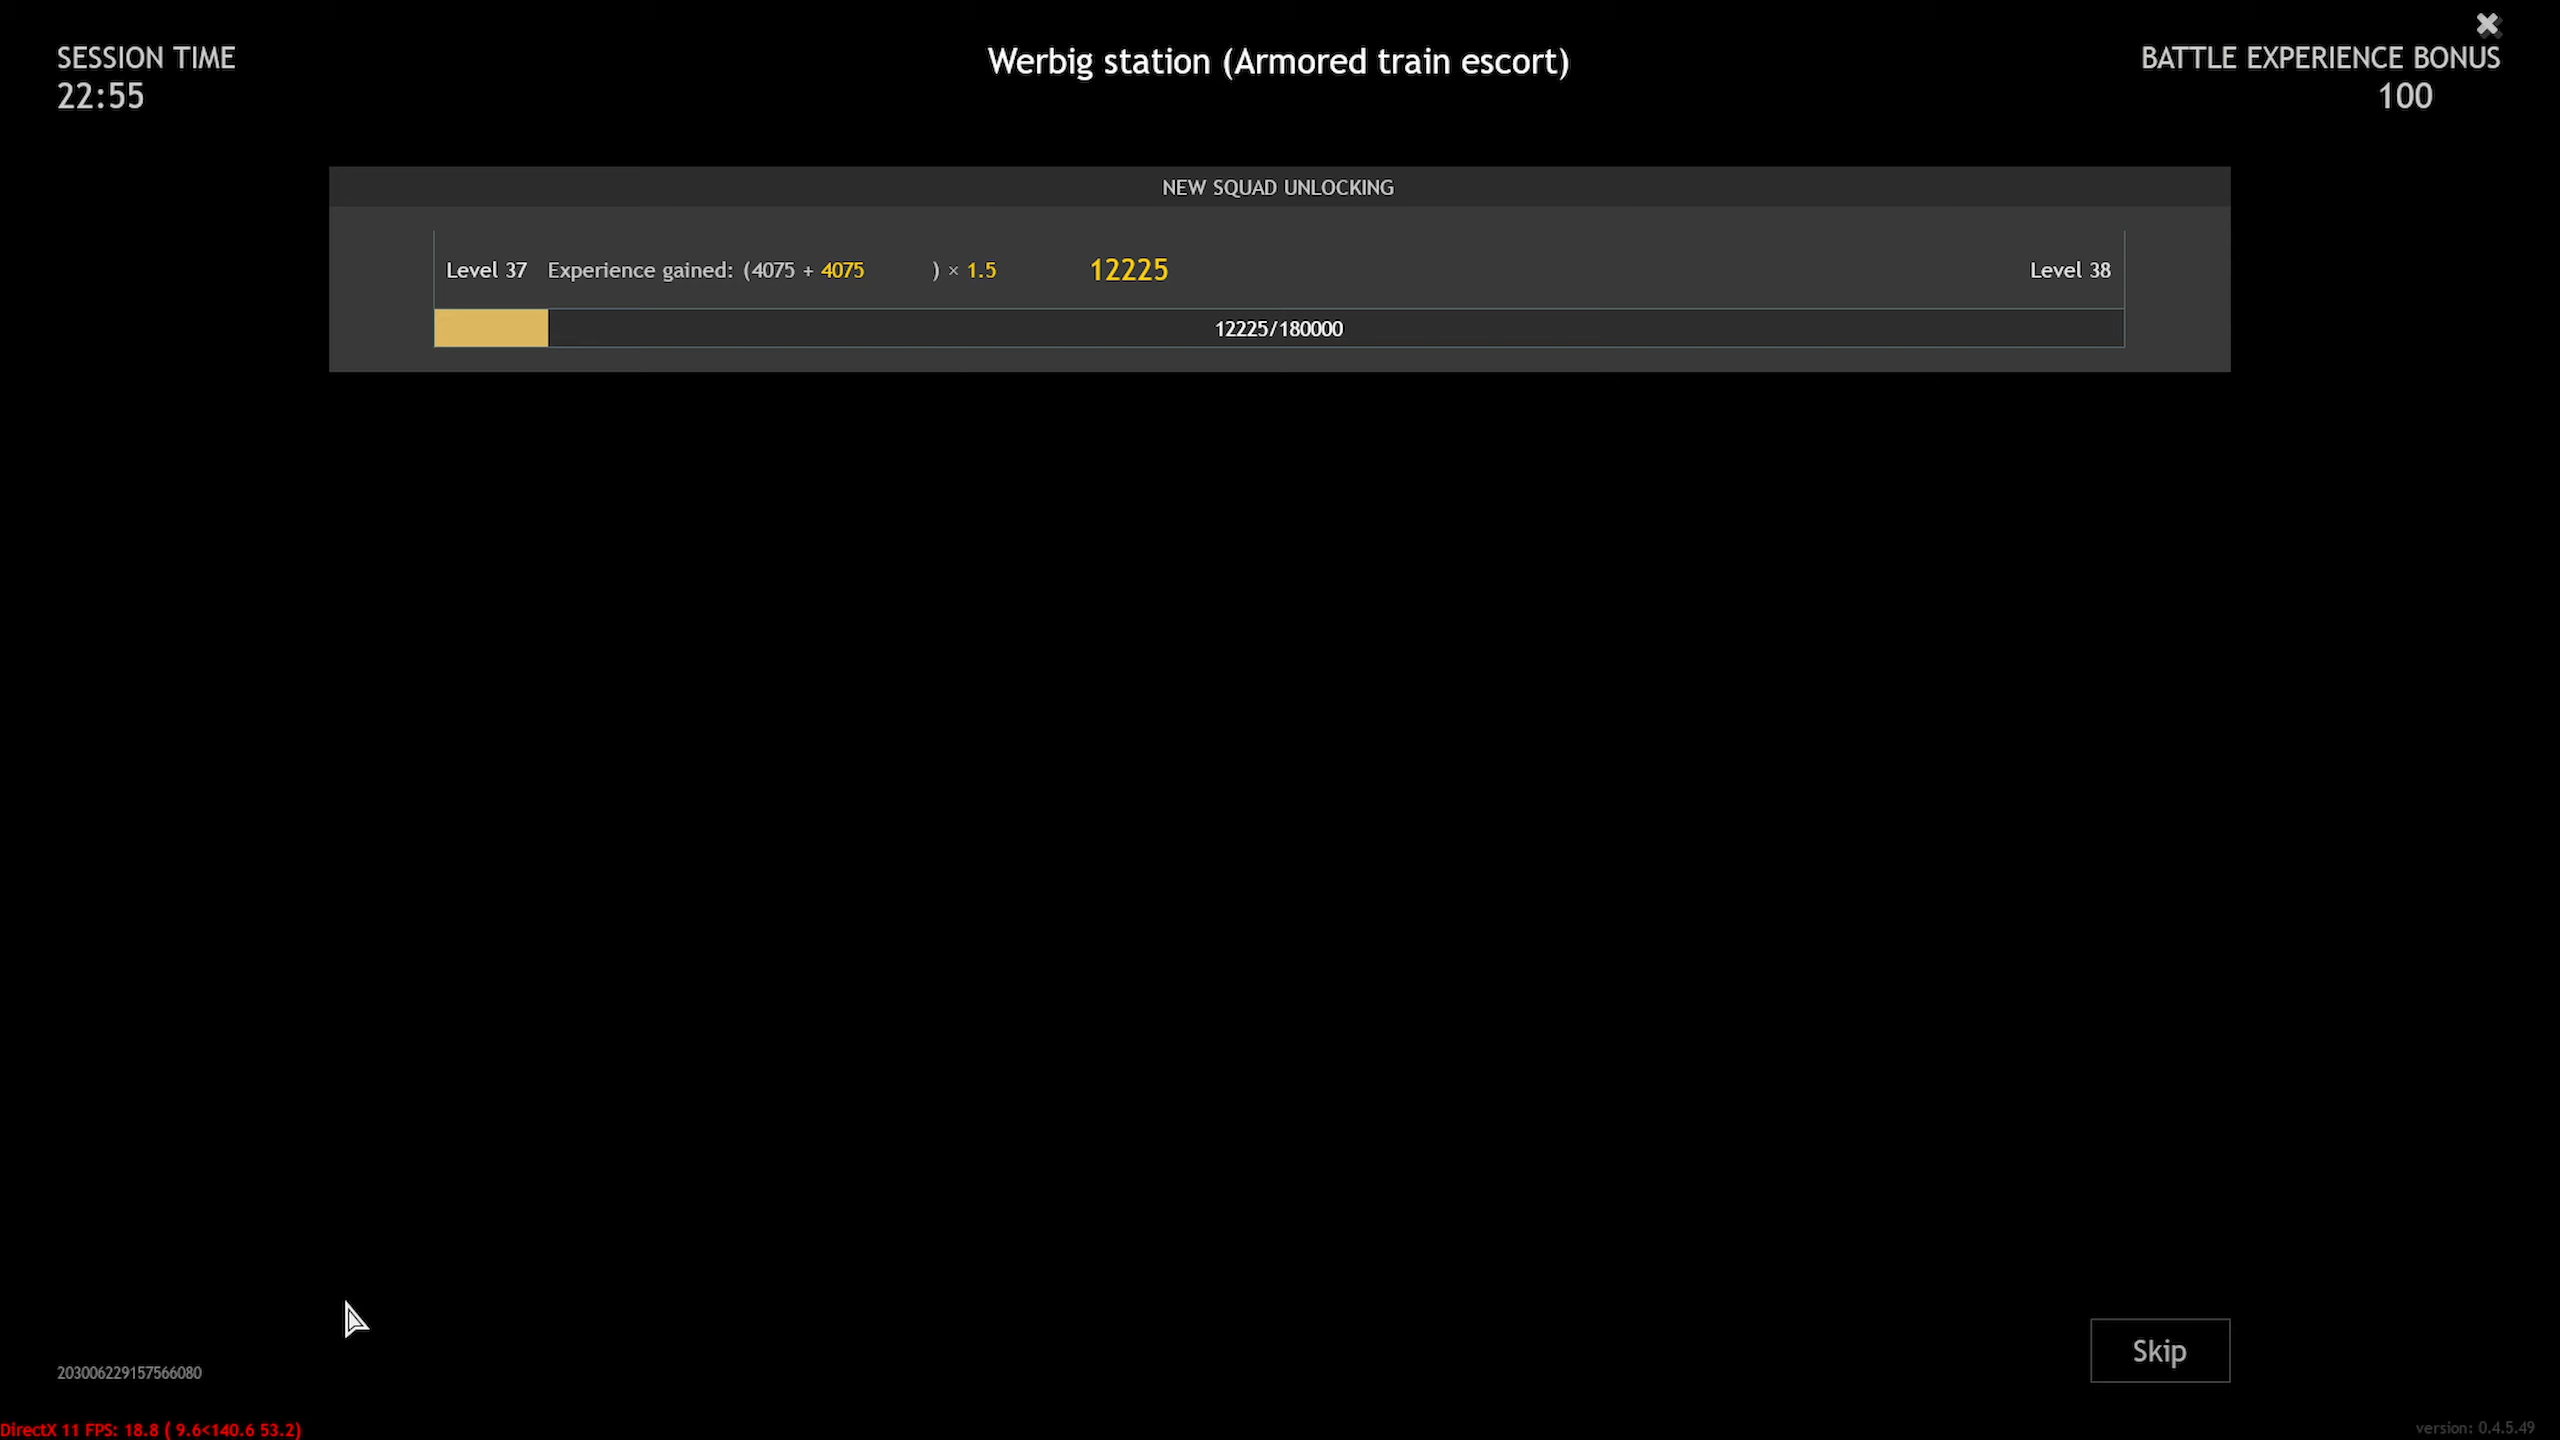 SESSION TIME
22:55
Werbig station (Armored train escort)
BATTLE EXPERIENCE BONUS
100
NEW SQUAD UNLOCKING
Level 37 Experience gained: (4075 + 4075 ) × 1.5 12225 Level 38
12225/180000
Skip
203006229157566080
DirectX 11 FPS: 18.8 ( 9.6<140.6 53.2)
version: 0.4.5.49